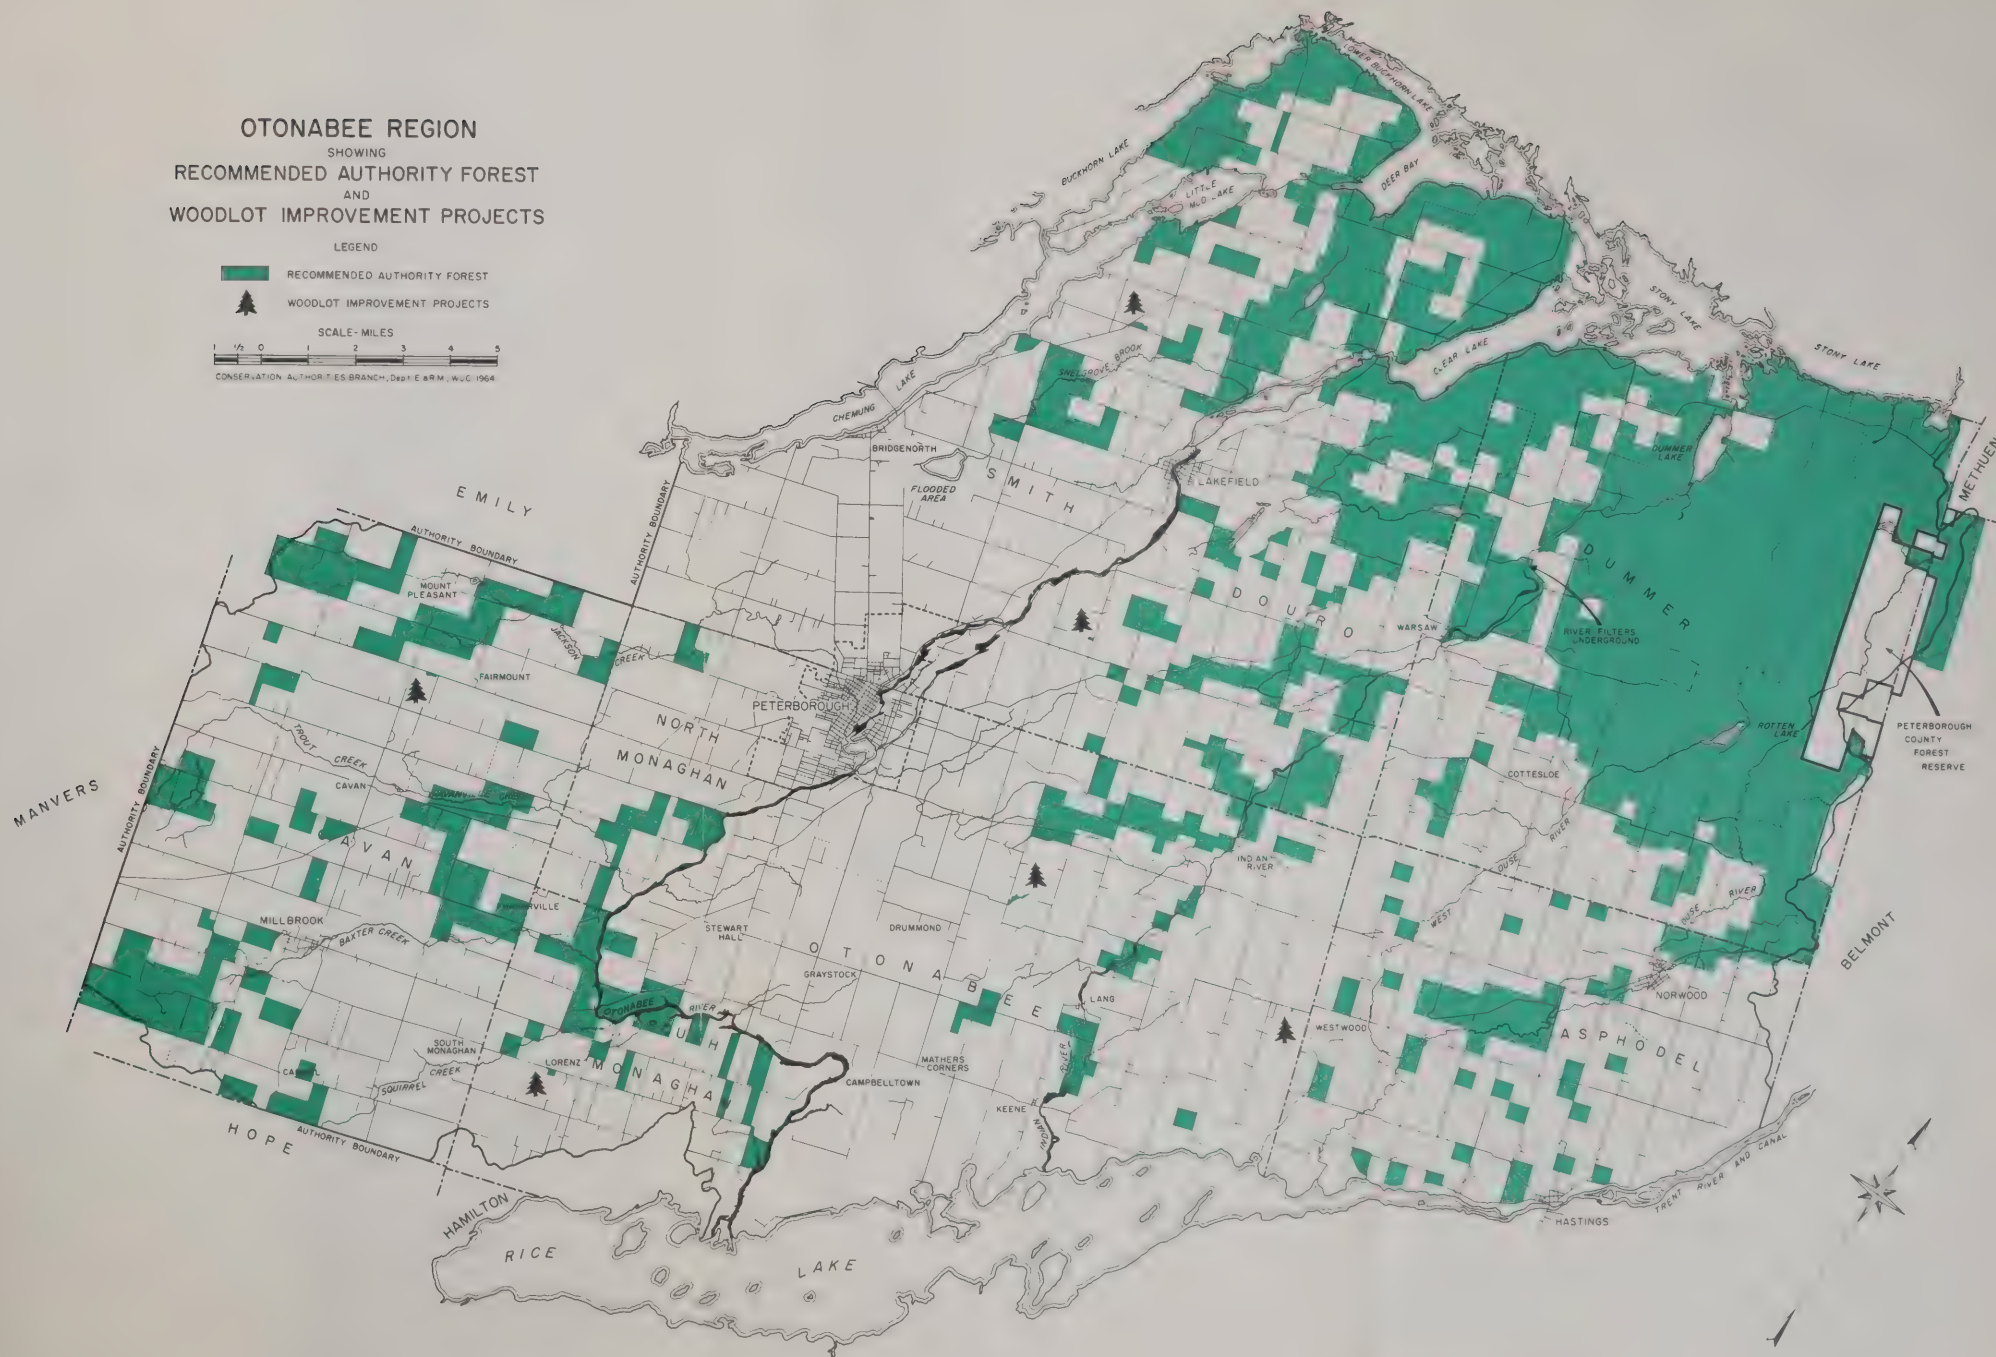 OTONABEE REGION
SHOWING
RECOMMENDED AUTHORITY FOREST
AND
WOODLOT IMPROVEMENT PROJECTS
LEGEND
RECOMMENDED AUTHORITY FOREST
WOODLOT IMPROVEMENT PROJECTS
SCALE - MILES
1 1/2 0 1 2 3 4 5
CONSERVATION AUTHORITIES BRANCH, Dept E & R M, 1964
LOWER BUCKHORN LAKE
BUCKHORN LAKE
DEER BAY
LITTLE
MUD LAKE
STONY LAKE
STONY LAKE
CLEAR LAKE
SNELGROVE BROOK
CHEMUNG LAKE
BRIDGENORTH
FLOODED
AREA
SMITH
LAKEFIELD
DUMMER
LAKE
METHUEN
EMILY
AUTHORITY BOUNDARY
AUTHORITY BOUNDARY
MOUNT
PLEASANT
JACKSON CREEK
FAIRMOUNT
DOURO
DUMMER
WARSAW
RIVER FILTERS
UNDERGROUND
PETERBOROUGH
NORTH
MONAGHAN
ROTTEN
LAKE
PETERBOROUGH
COUNTY
FOREST
RESERVE
TROUT CREEK
CAVAN
CAVANVILLE CREEK
MANVERS
AUTHORITY BOUNDARY
COTTESLOE
AVAN
INDIAN
RIVER
WEST OUSE RIVER
OUSE RIVER
MILLBROOK
BAXTER CREEK
STEWART
HALL
DRUMMOND
OTONABEE
GRAYSTOCK
BELMONT
OTONABEE RIVER
LANG
NORWOOD
WESTWOOD
ASPHODEL
SOUTH
MONAGHAN
LORENZ
SOUTH
MONAGHA
SQUIRREL CREEK
CAMPBELLTOWN
MATHERS
CORNERS
KEENE
INDIAN RIVER
HOPE
AUTHORITY BOUNDARY
HAMILTON
RICE LAKE
HASTINGS
TRENT RIVER AND CANAL